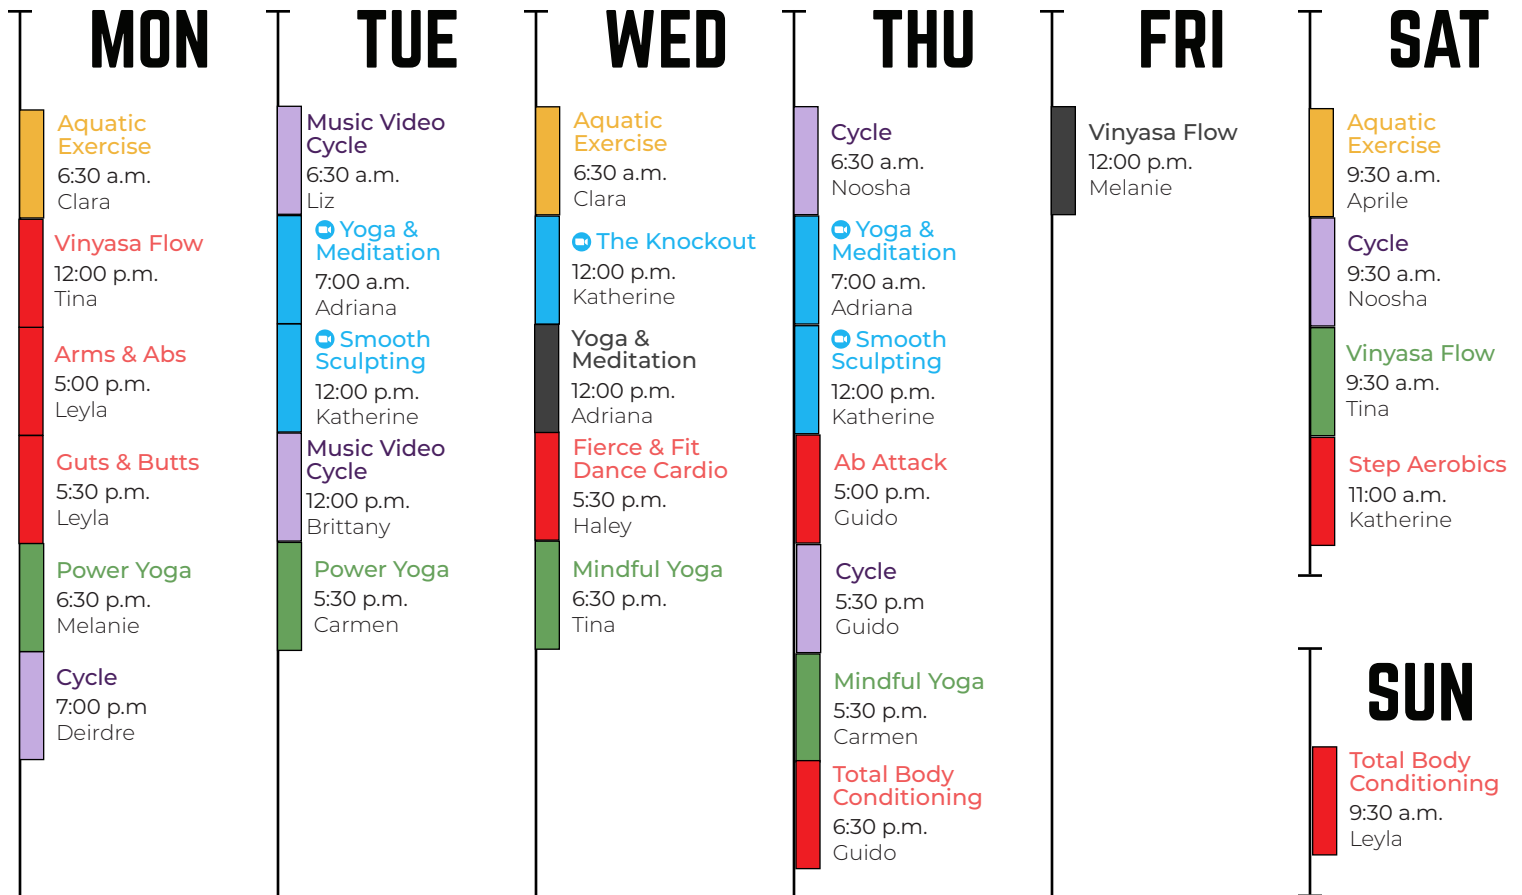 MON
Aquatic
Exercise
6:30 a.m.
Clara
Vinyasa Flow
12:00 p.m.
Tina
Arms & Abs
5:00 p.m.
Leyla
Guts & Butts
5:30 p.m.
Leyla
Power Yoga
6:30 p.m.
Melanie
Cycle
7:00 p.m
Deirdre
TUE
Music Video
Cycle
6:30 a.m.
Liz
Yoga &
Meditation
7:00 a.m.
Adriana
Smooth
Sculpting
12:00 p.m.
Katherine
Music Video
Cycle
12:00 p.m.
Brittany
Power Yoga
5:30 p.m.
Carmen
WED
Aquatic
Exercise
6:30 a.m.
Clara
The Knockout
12:00 p.m.
Katherine
Yoga &
Meditation
12:00 p.m.
Adriana
Fierce & Fit
Dance Cardio
5:30 p.m.
Haley
Mindful Yoga
6:30 p.m.
Tina
THU
Cycle
6:30 a.m.
Noosha
Yoga &
Meditation
7:00 a.m.
Adriana
Smooth
Sculpting
12:00 p.m.
Katherine
Ab Attack
5:00 p.m.
Guido
Cycle
5:30 p.m
Guido
Mindful Yoga
5:30 p.m.
Carmen
Total Body
Conditioning
6:30 p.m.
Guido
FRI
Vinyasa Flow
12:00 p.m.
Melanie
SAT
Aquatic
Exercise
9:30 a.m.
Aprile
Cycle
9:30 a.m.
Noosha
Vinyasa Flow
9:30 a.m.
Tina
Step Aerobics
11:00 a.m.
Katherine
SUN
Total Body
Conditioning
9:30 a.m.
Leyla